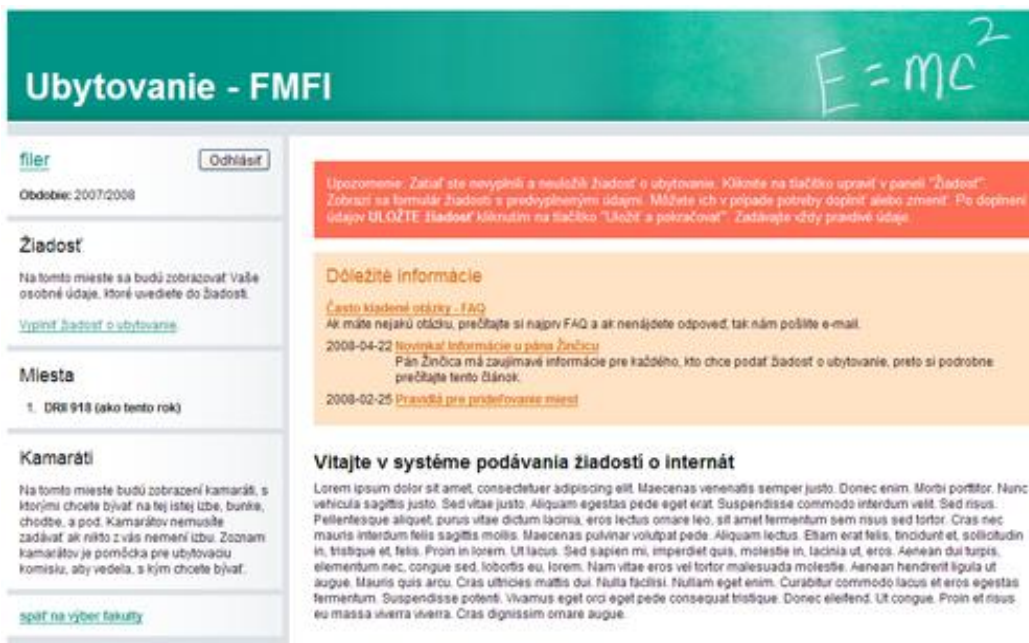 E = mc²
Ubytovanie - FMFI
filer
Odhlásiť
Obdobie: 2007/2008
Žiadosť
Na tomto mieste sa budú zobrazovať Vaše
osobné údaje, ktoré uvediete do žiadosti.
Vyplniť žiadosť o ubytovanie.
Miesta
1. DRII 918 (ako tento rok)
Kamaráti
Na tomto mieste budú zobrazení kamaráti, s
ktorými chcete bývať na tej istej izbe, bunke,
chodbe, a pod. Kamarátov nemusíte
zadávať ak nikto z vás nemení izbu. Zoznam
kamarátov je pomôcka pre ubytovaciu
komisiu, aby vedela, s kým chcete bývať.
späť na výber fakulty
Upozornenie: Zatiaľ ste nevyplnili a neuložili žiadosť o ubytovanie. Kliknite na tlačítko upraviť v paneli "Žiadosť".
Zobrazí sa formulár žiadosti s predvyplnenými údajmi. Môžete ich v prípade potreby doplniť alebo zmeniť. Po doplnení
údajov ULOŽTE žiadosť kliknutím na tlačítko "Uložiť a pokračovať". Zadávajte vždy pravdivé údaje.
Dôležité informácie
Často kladené otázky - FAQ
Ak máte nejakú otázku, prečítajte si najprv FAQ a ak nenájdete odpoveď, tak nám pošlite e-mail.
2008-04-22 Novinka! Informácie u pána Žinčicu
Pán Žinčica má zaujímavé informácie pre každého, kto chce podať žiadosť o ubytovanie, preto si podrobne
prečítajte tento článok.
2008-02-25 Pravidlá pre prideľovanie miest
Vitajte v systéme podávania žiadostí o internát
Lorem ipsum dolor sit amet, consectetuer adipiscing elit. Maecenas venenatis semper justo. Donec enim. Morbi porttitor. Nunc
vehicula sagittis justo. Sed vitae justo. Aliquam egestas pede eget erat. Suspendisse commodo interdum velit. Sed risus.
Pellentesque aliquet, purus vitae dictum lacinia, eros lectus ornare leo, sit amet fermentum sem risus sed tortor. Cras nec
mauris interdum felis sagittis mollis. Maecenas pulvinar volutpat pede. Aliquam lectus. Etiam erat felis, tincidunt et, sollicitudin
in, tristique et, felis. Proin in lorem. Ut lacus. Sed sapien mi, imperdiet quis, molestie in, lacinia ut, eros. Aenean dui turpis,
elementum nec, congue sed, lobortis eu, lorem. Nam vitae eros vel tortor malesuada molestie. Aenean hendrerit ligula ut
augue. Mauris quis arcu. Cras ultricies mattis dui. Nulla facilisi. Nullam eget enim. Curabitur commodo lacus et eros egestas
fermentum. Suspendisse potenti. Vivamus eget orci eget pede consequat tristique. Donec eleifend. Ut congue. Proin et risus
eu massa viverra viverra. Cras dignissim ornare augue.